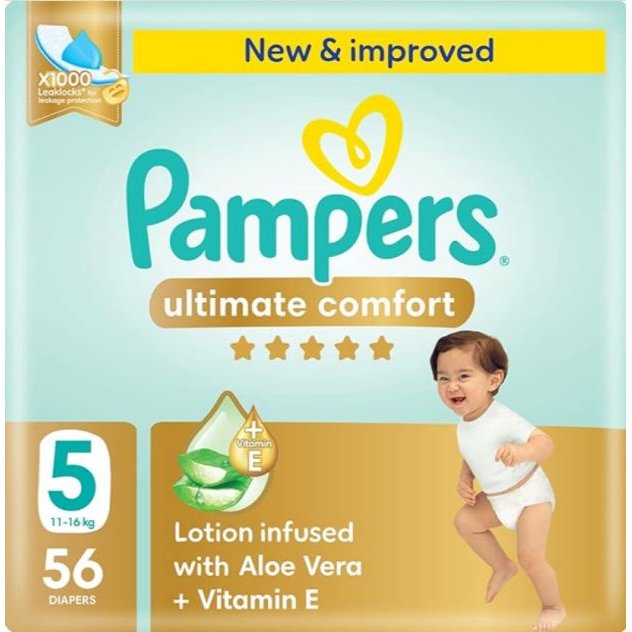 New & improved
X1000
Leaklocks* for
leakage protection
Pampers®
ultimate comfort
+
Vitamin
E
5
11-16 kg
56
DIAPERS
Lotion infused
with Aloe Vera
+ Vitamin E